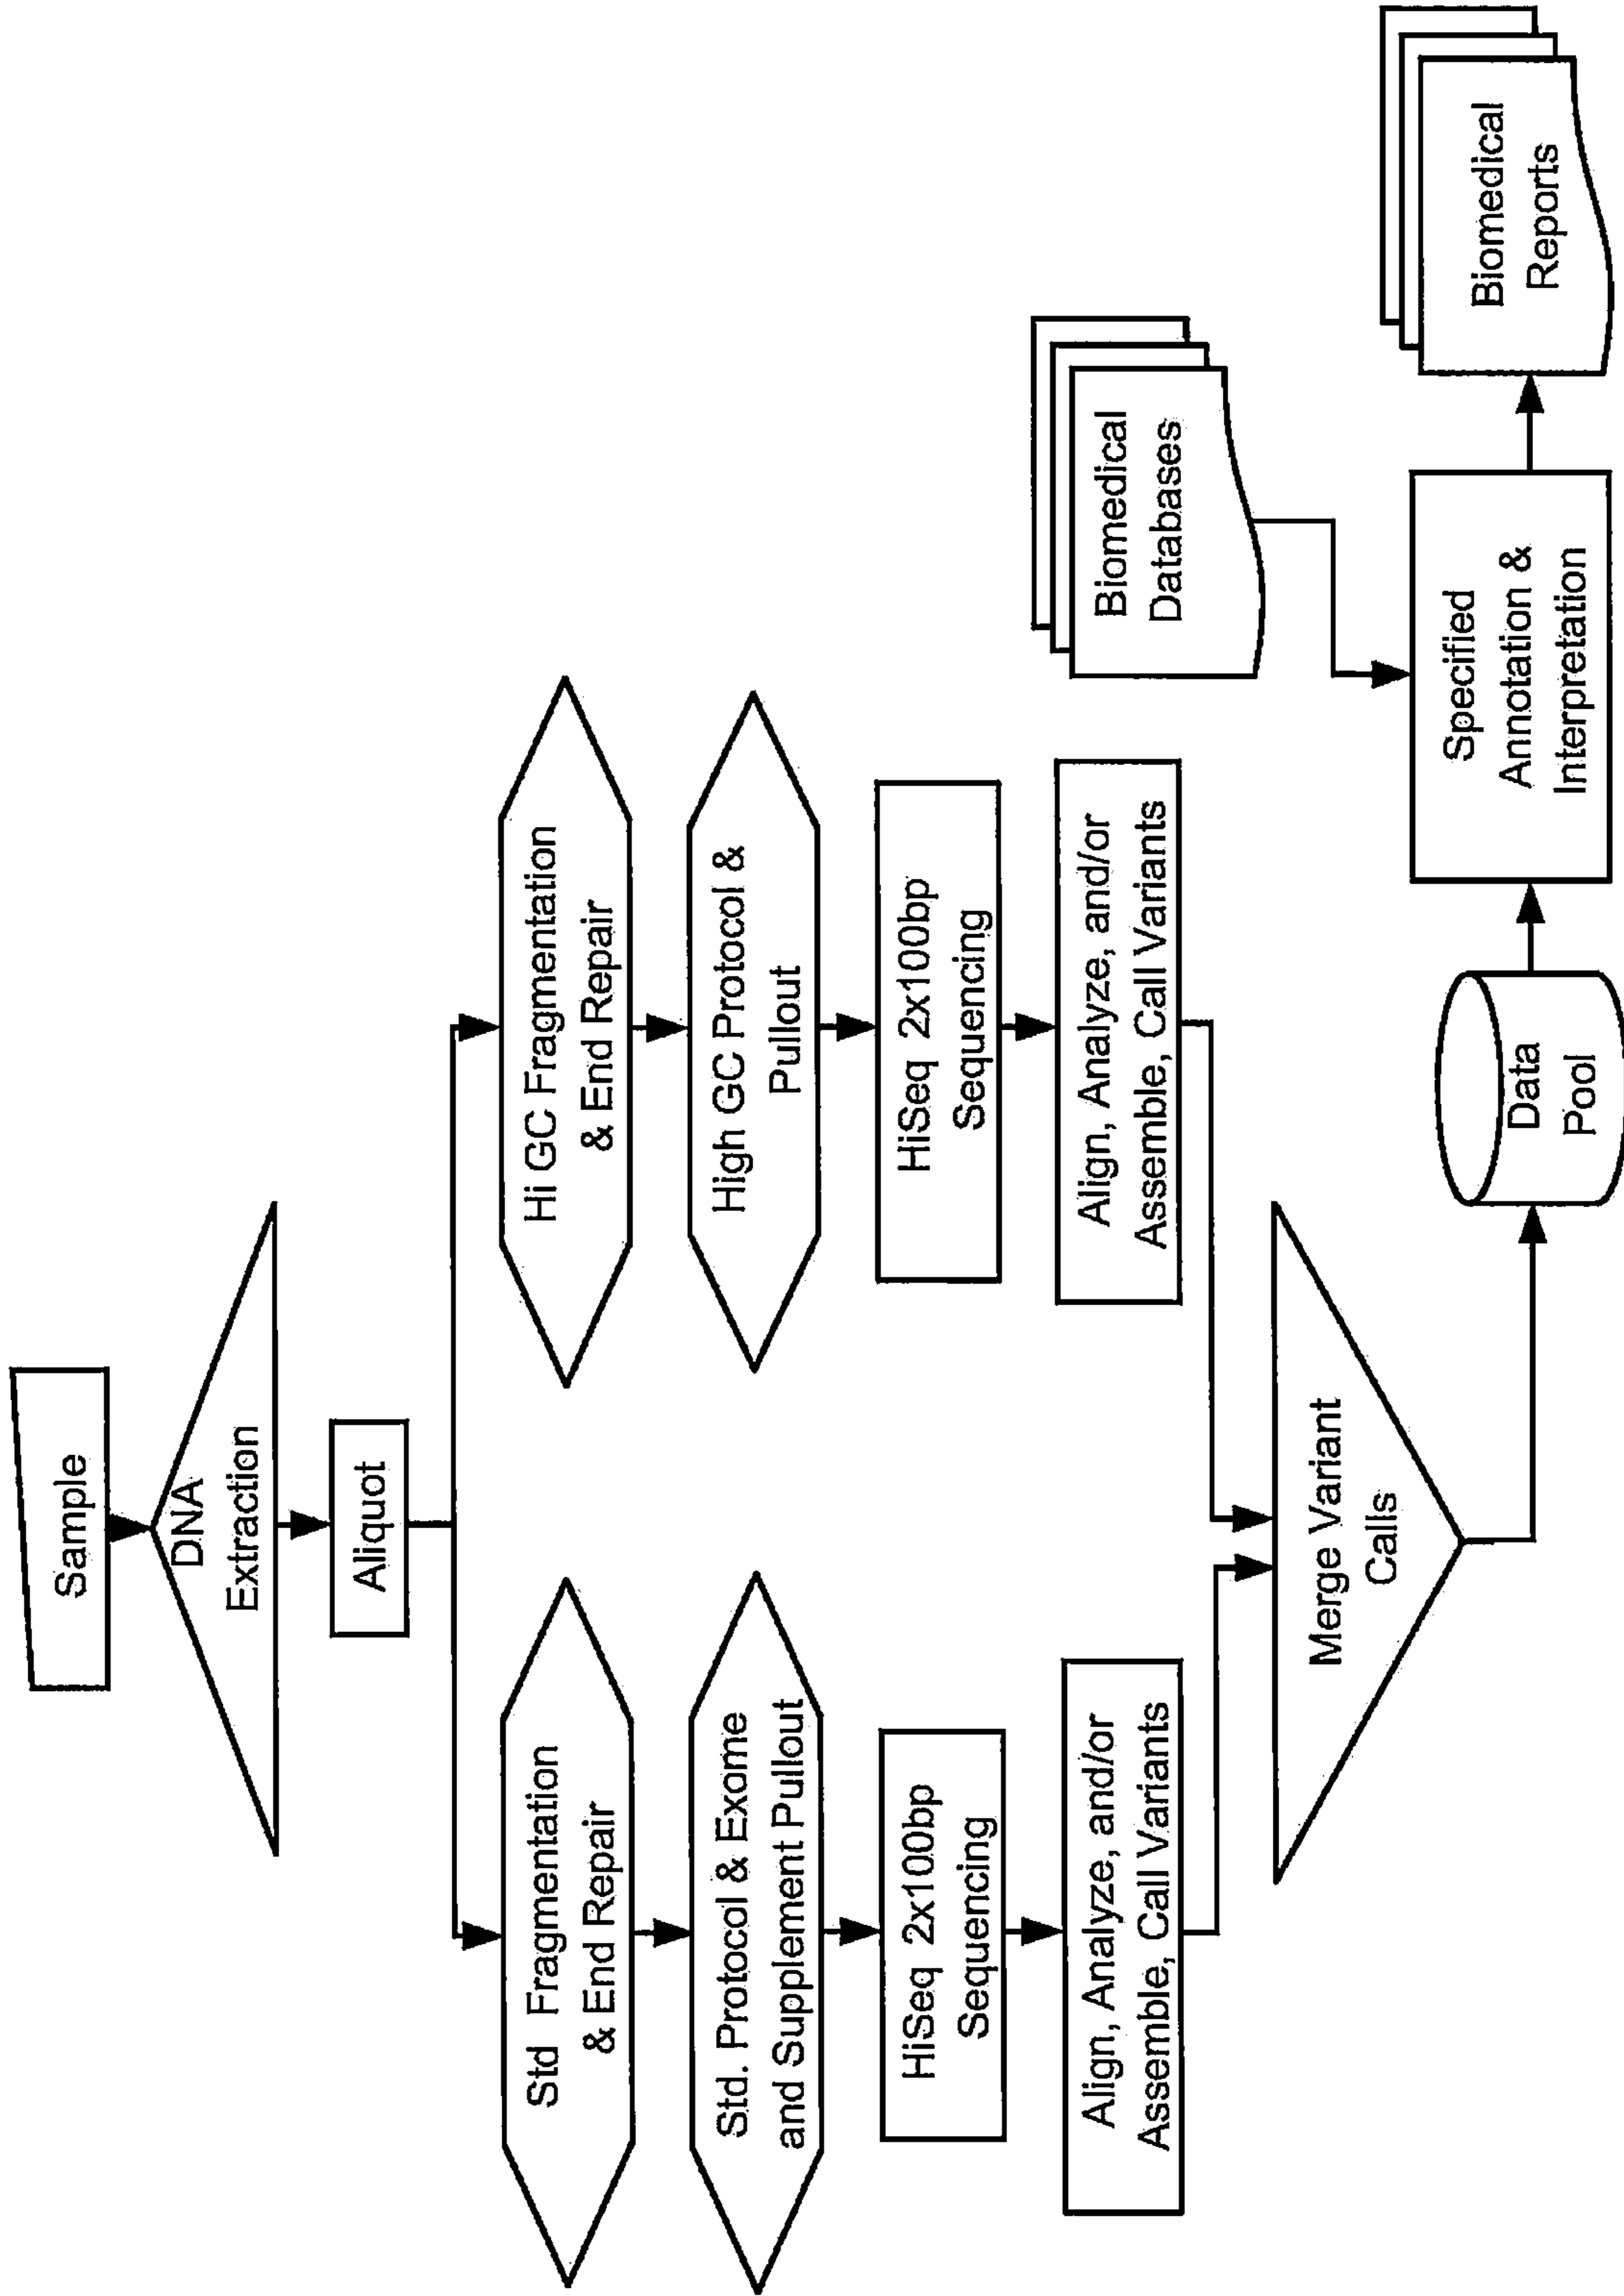 Sample
DNA
Extraction
Aliquot
Std Fragmentation
& End Repair
Std. Protocol & Exome
and Supplement Pullout
HiSeq 2x100bp
Sequencing
Align, Analyze, and/or
Assemble, Call Variants
Hi GC Fragmentation
& End Repair
High GC Protocol &
Pullout
HiSeq 2x100bp
Sequencing
Align, Analyze, and/or
Assemble, Call Variants
Merge Variant
Calls
Data
Pool
Biomedical
Databases
Specified
Annotation &
Interpretation
Biomedical
Reports